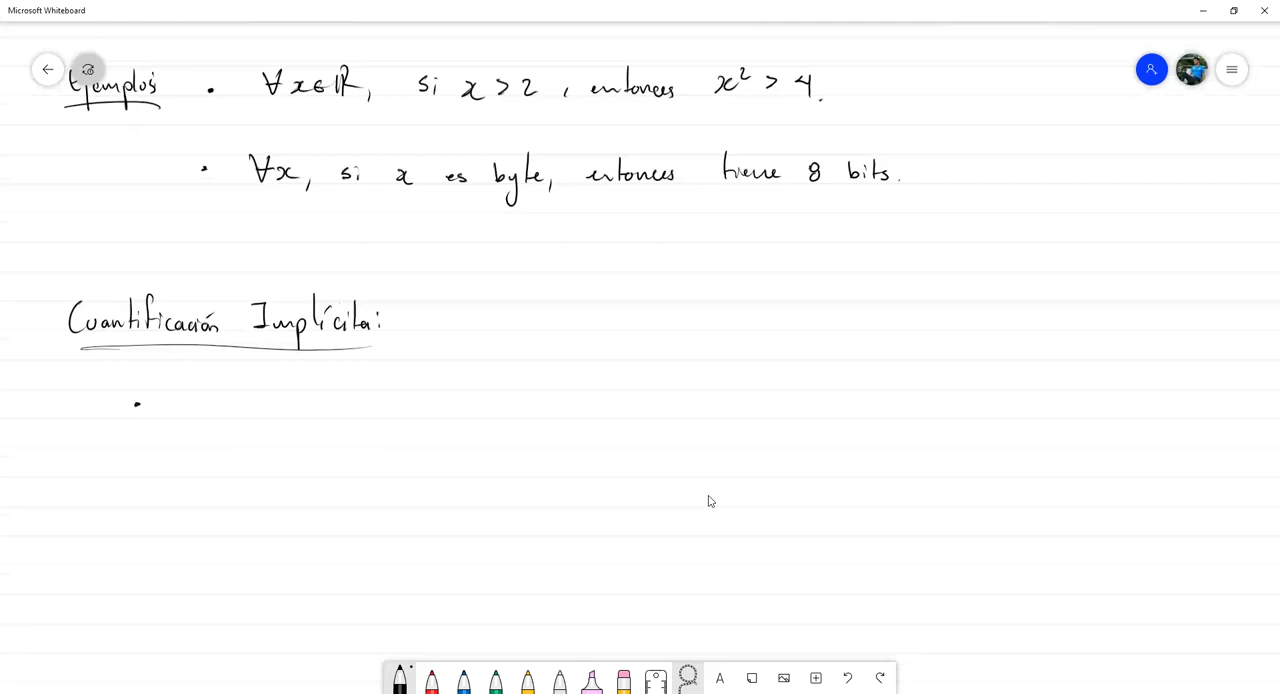 Microsoft Whiteboard
Ejemplos • ∀x∈ℝ, si x > 2, entonces x² > 4.
• ∀x, si x es byte, entonces tiene 8 bits.
Cuantificación Implícita:
•